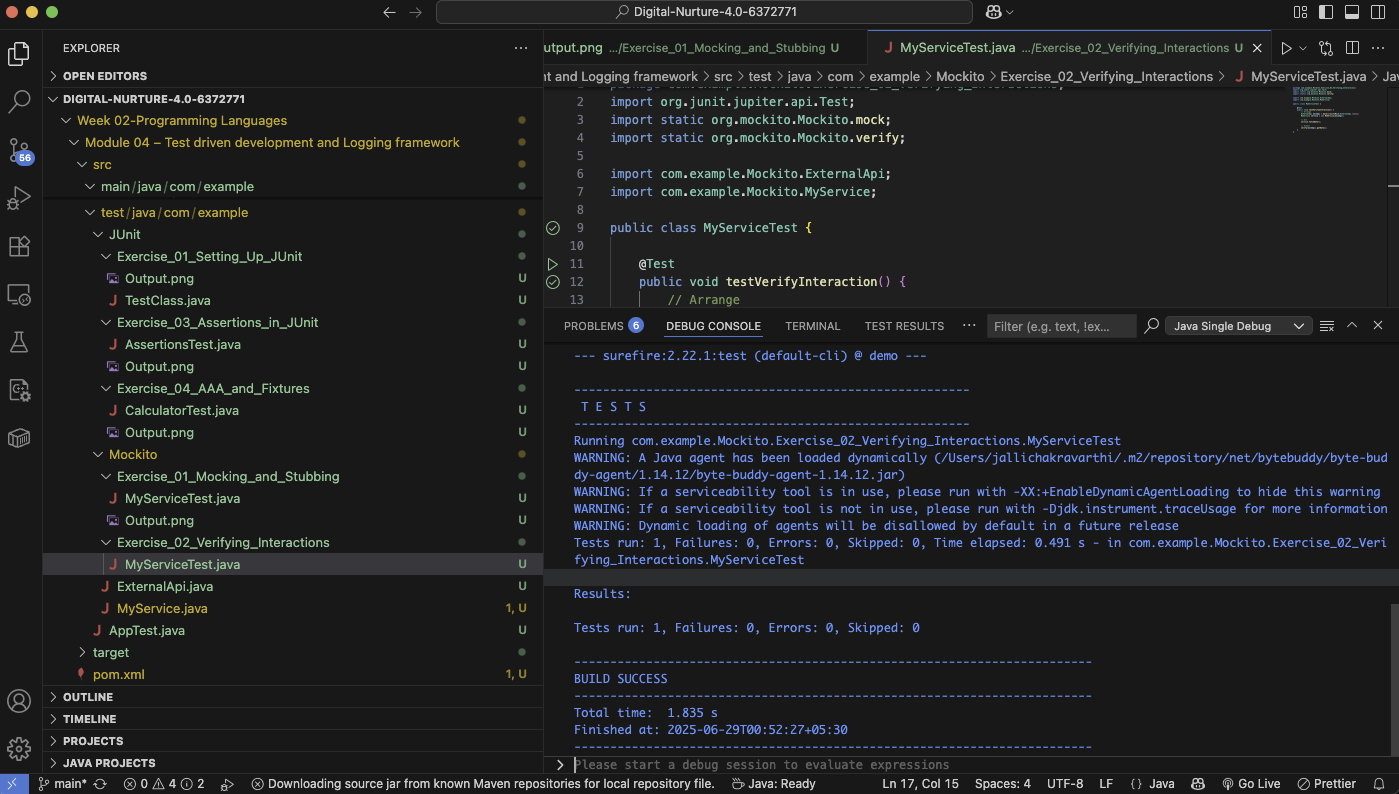 Digital-Nurture-4.0-6372771
EXPLORER
OPEN EDITORS
DIGITAL-NURTURE-4.0-6372771
Week 02-Programming Languages
Module 04 – Test driven development and Logging framework
src
main/java/com/example
test/java/com/example
JUnit
Exercise_01_Setting_Up_JUnit
Output.png U
TestClass.java U
Exercise_03_Assertions_in_JUnit
AssertionsTest.java U
Output.png U
Exercise_04_AAA_and_Fixtures
CalculatorTest.java U
Output.png U
Mockito
Exercise_01_Mocking_and_Stubbing
MyServiceTest.java U
Output.png U
Exercise_02_Verifying_Interactions
MyServiceTest.java U
ExternalApi.java U
MyService.java 1, U
AppTest.java U
target
pom.xml 1, U
OUTLINE
TIMELINE
PROJECTS
JAVA PROJECTS
56
utput.png .../Exercise_01_Mocking_and_Stubbing U
MyServiceTest.java .../Exercise_02_Verifying_Interactions U
nt and Logging framework > src > test > java > com > example > Mockito > Exercise_02_Verifying_Interactions > J MyServiceTest.java > Jav
2 import org.junit.jupiter.api.Test;
3 import static org.mockito.Mockito.mock;
4 import static org.mockito.Mockito.verify;
5
6 import com.example.Mockito.ExternalApi;
7 import com.example.Mockito.MyService;
8
9 public class MyServiceTest {
10
11 @Test
12 public void testVerifyInteraction() {
13 // Arrange
PROBLEMS 6 DEBUG CONSOLE TERMINAL TEST RESULTS ··· Filter (e.g. text, !ex... Java Single Debug
--- surefire:2.22.1:test (default-cli) @ demo ---
-------------------------------------------------------
T E S T S
-------------------------------------------------------
Running com.example.Mockito.Exercise_02_Verifying_Interactions.MyServiceTest
WARNING: A Java agent has been loaded dynamically (/Users/jallichakravarthi/.m2/repository/net/bytebuddy/byte-bud
dy-agent/1.14.12/byte-buddy-agent-1.14.12.jar)
WARNING: If a serviceability tool is in use, please run with -XX:+EnableDynamicAgentLoading to hide this warning
WARNING: If a serviceability tool is not in use, please run with -Djdk.instrument.traceUsage for more information
WARNING: Dynamic loading of agents will be disallowed by default in a future release
Tests run: 1, Failures: 0, Errors: 0, Skipped: 0, Time elapsed: 0.491 s - in com.example.Mockito.Exercise_02_Veri
fying_Interactions.MyServiceTest
Results:
Tests run: 1, Failures: 0, Errors: 0, Skipped: 0
------------------------------------------------------------------------
BUILD SUCCESS
------------------------------------------------------------------------
Total time:  1.835 s
Finished at: 2025-06-29T00:52:27+05:30
------------------------------------------------------------------------
Please start a debug session to evaluate expressions
main* 0 4 2 Downloading source jar from known Maven repositories for local repository file. Java: Ready Ln 17, Col 15 Spaces: 4 UTF-8 LF {} Java Go Live Prettier